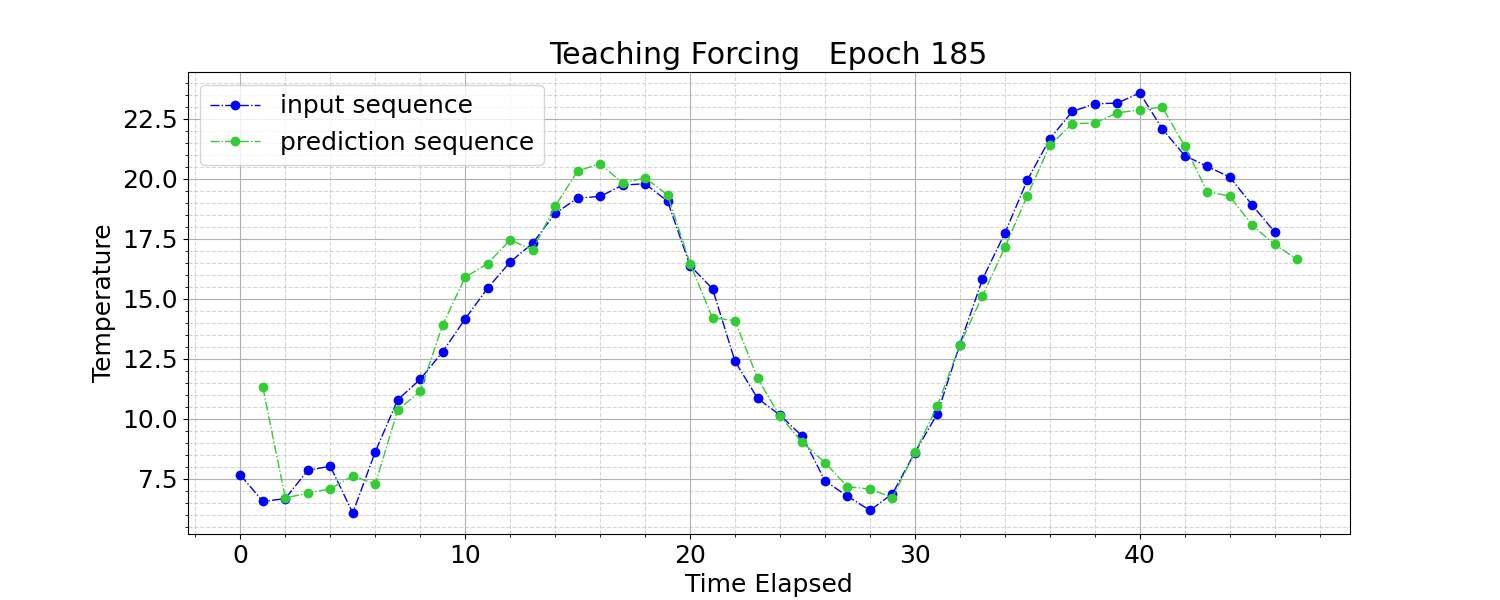 Teaching Forcing   Epoch 185
input sequence
prediction sequence
Temperature
22.5
20.0
17.5
15.0
12.5
10.0
7.5
0 10 20 30 40
Time Elapsed